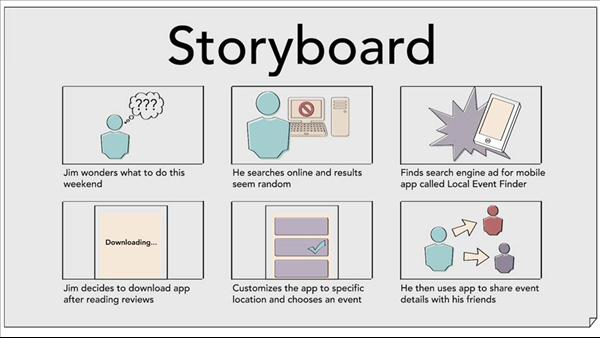 Storyboard
???
Jim wonders what to do this
weekend
He searches online and results
seem random
Finds search engine ad for mobile
app called Local Event Finder
Downloading...
Jim decides to download app
after reading reviews
Customizes the app to specific
location and chooses an event
He then uses app to share event
details with his friends